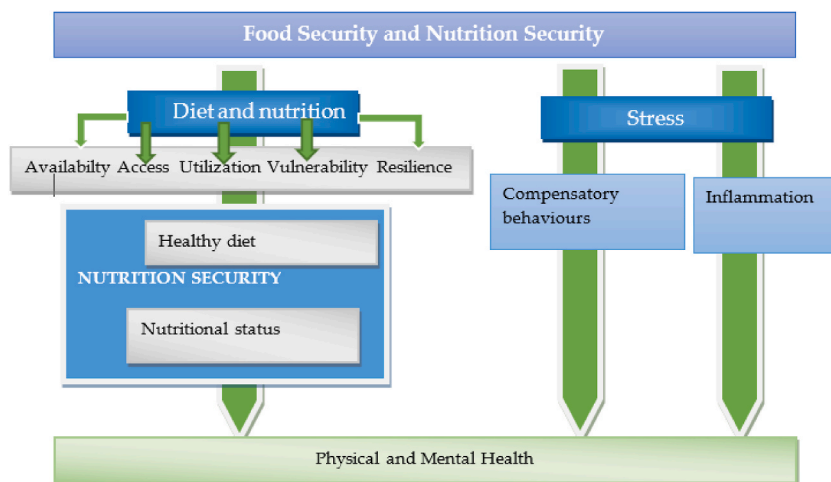 Food Security and Nutrition Security
Diet and nutrition
Stress
Availabilty Access Utilization Vulnerability Resilience
Compensatory
behaviours
Inflammation
Healthy diet
NUTRITION SECURITY
Nutritional status
Physical and Mental Health